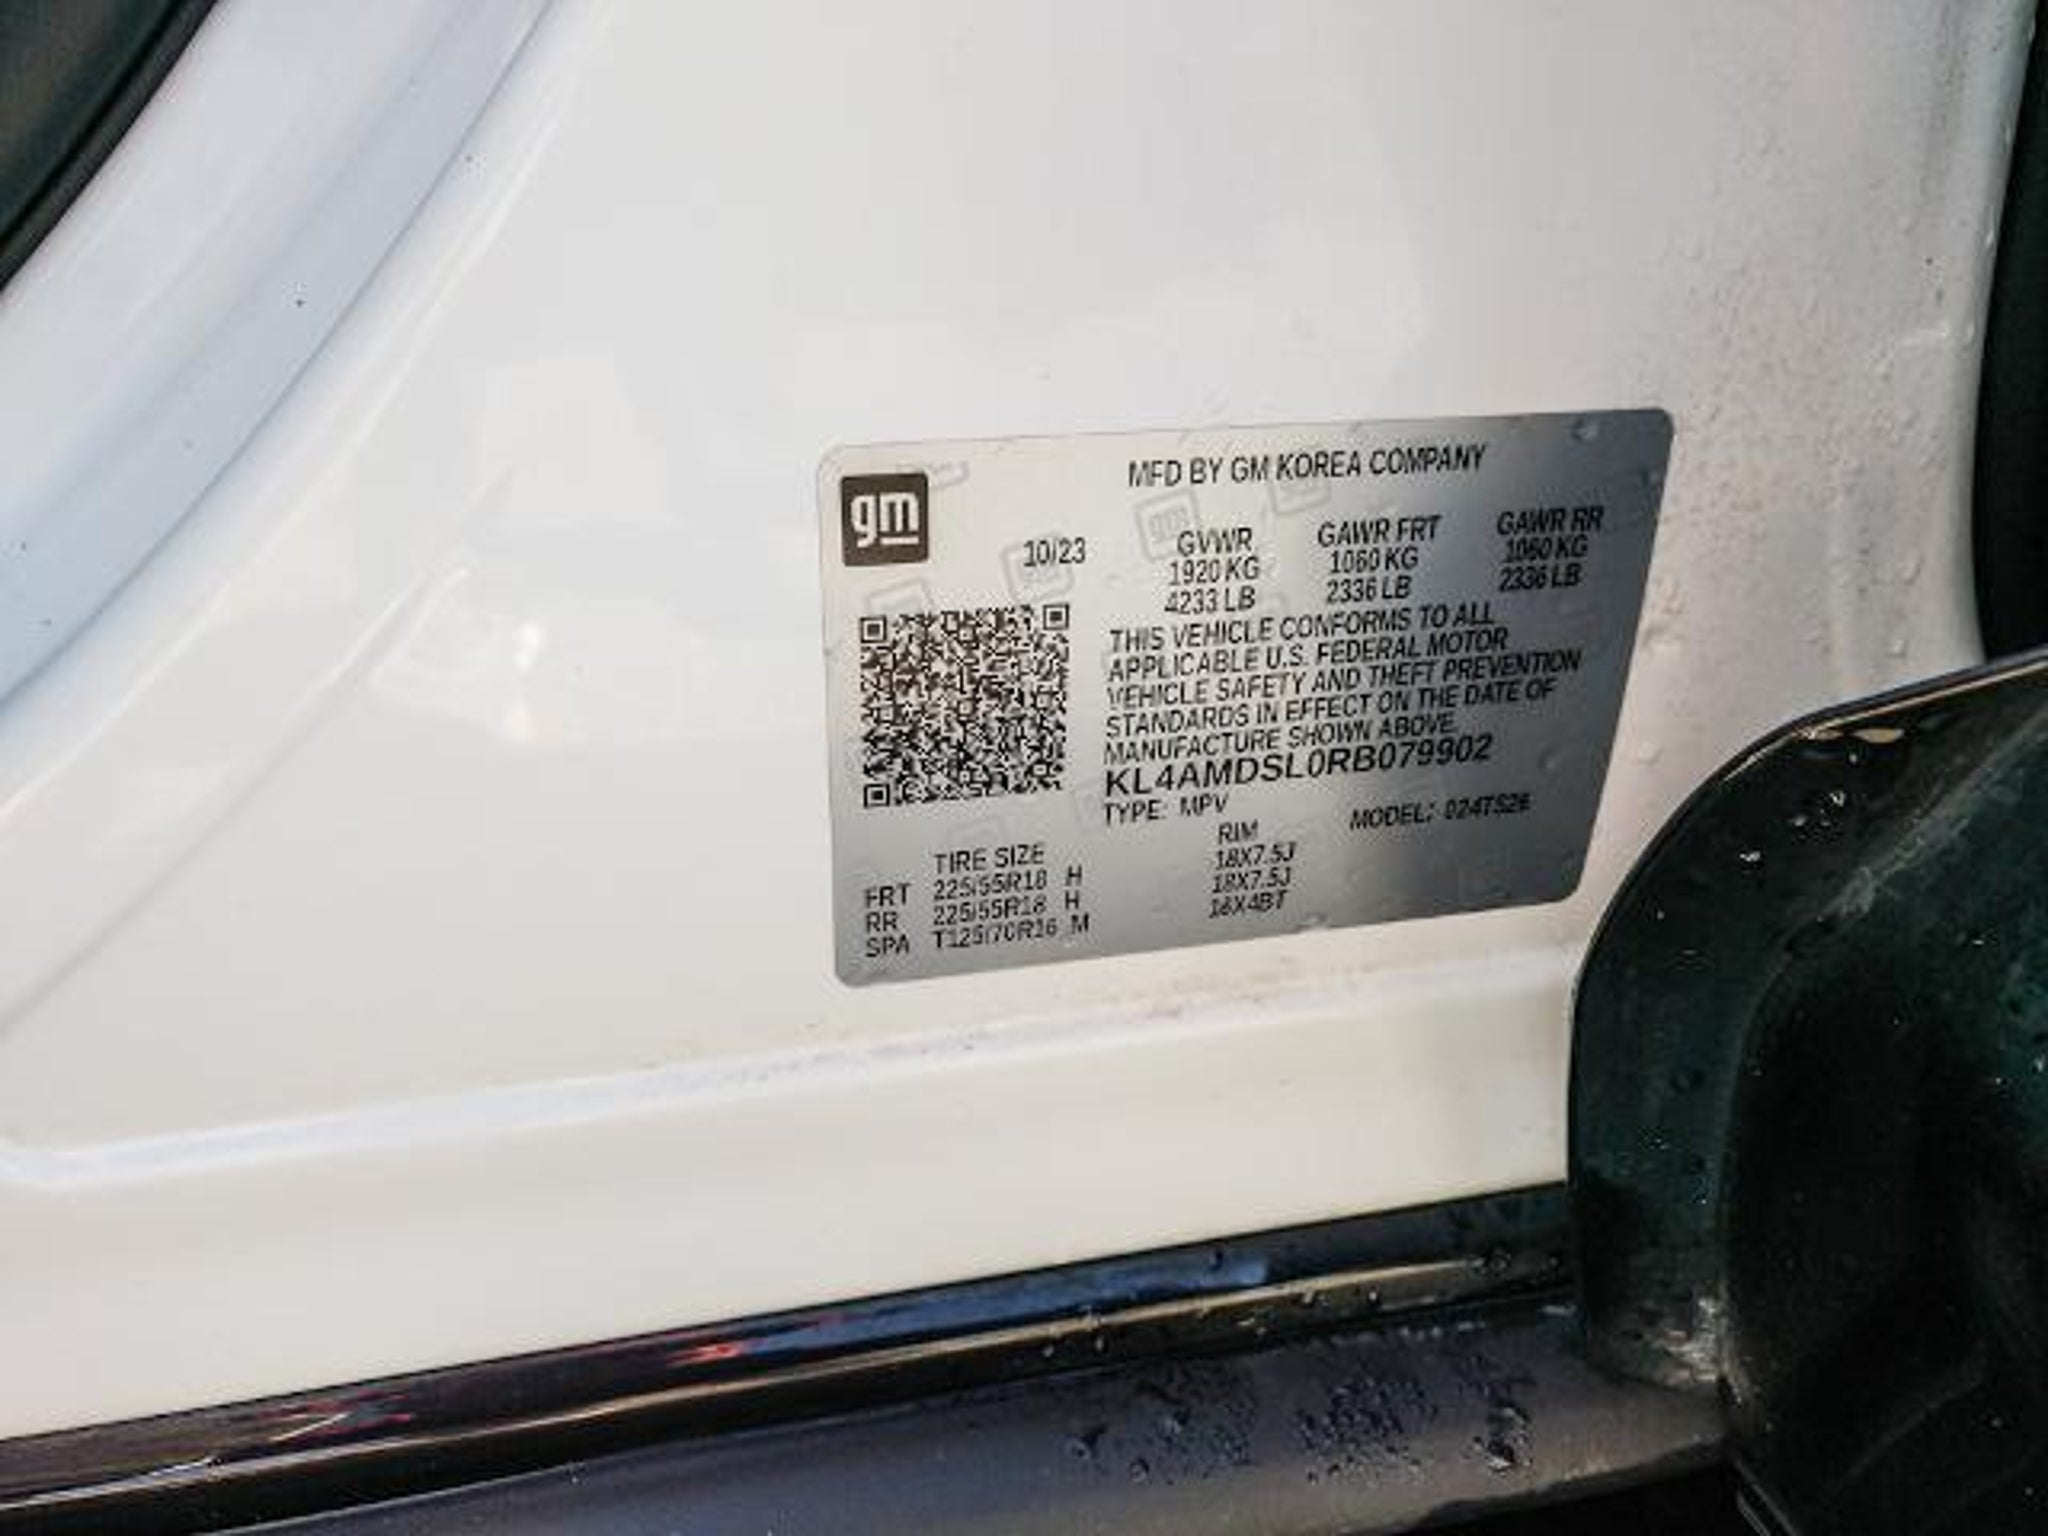 gm
MFD BY GM KOREA COMPANY
10/23 GVWR GAWR FRT GAWR RR
1920 KG 1060 KG 1060 KG
4233 LB 2336 LB 2336 LB
THIS VEHICLE CONFORMS TO ALL
APPLICABLE U.S. FEDERAL MOTOR
VEHICLE SAFETY AND THEFT PREVENTION
STANDARDS IN EFFECT ON THE DATE OF
MANUFACTURE SHOWN ABOVE.
KL4AMDSL0RB079902
TYPE: MPV MODEL:
TIRE SIZE RIM
FRT 225/55R18 H 18X7.5J
RR 225/55R18 H 18X7.5J
SPA T125/70R16 M 16X4BT